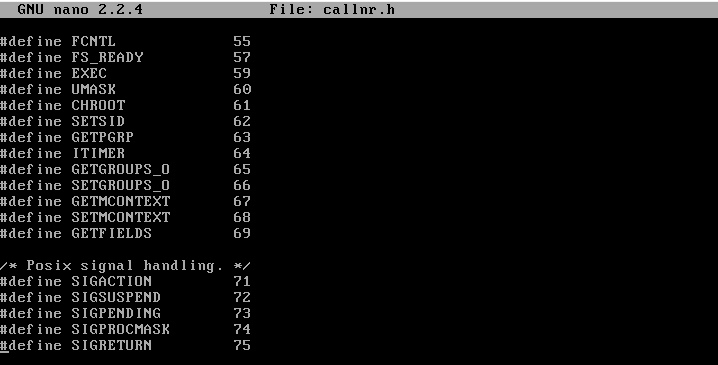 GNU nano 2.2.4 File: callnr.h
#define FCNTL 55
#define FS_READY 57
#define EXEC 59
#define UMASK 60
#define CHROOT 61
#define SETSID 62
#define GETPGRP 63
#define ITIMER 64
#define GETGROUPS_O 65
#define SETGROUPS_O 66
#define GETMCONTEXT 67
#define SETMCONTEXT 68
#define GETFIELDS 69
/* Posix signal handling. */
#define SIGACTION 71
#define SIGSUSPEND 72
#define SIGPENDING 73
#define SIGPROCMASK 74
#define SIGRETURN 75